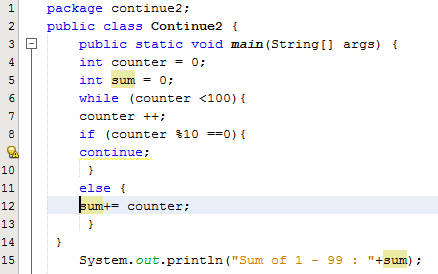 1 package continue2;
2 public class Continue2 {
3 public static void main(String[] args) {
4 int counter = 0;
5 int sum = 0;
6 while (counter <100){
7 counter ++;
8 if (counter %10 ==0){
continue;
10 }
11 else {
12 sum+= counter;
13 }
14 }
15 System.out.println("Sum of 1 - 99 : "+sum);